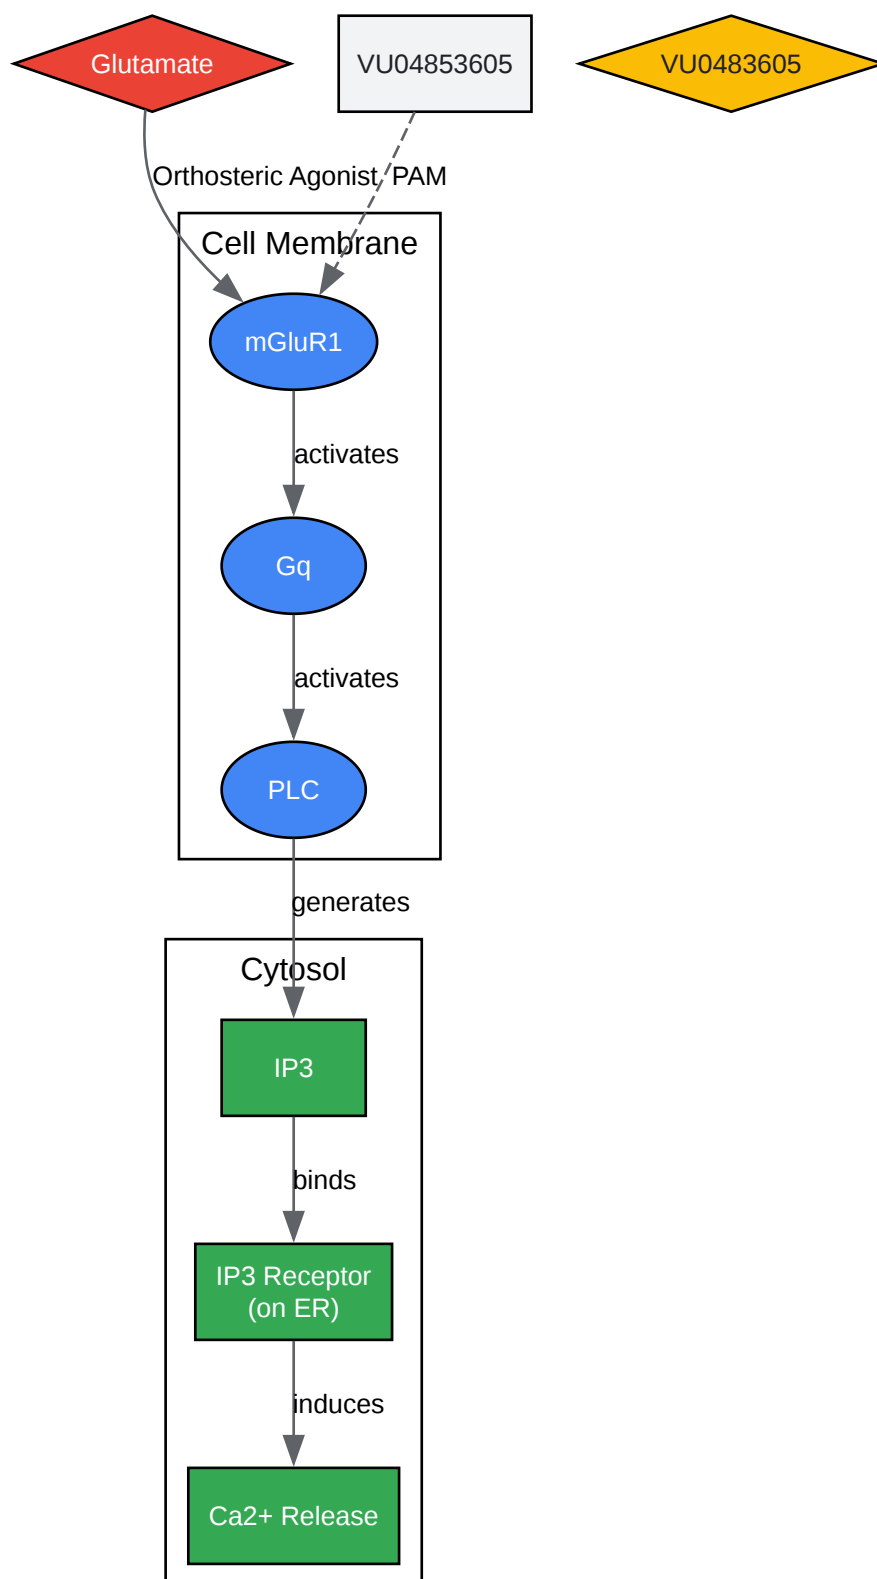 Glutamate
VU04853605
VU0483605
Orthosteric Agonist
PAM
Cell Membrane
mGluR1
activates
Gq
activates
PLC
generates
Cytosol
IP3
binds
IP3 Receptor
(on ER)
induces
Ca2+ Release